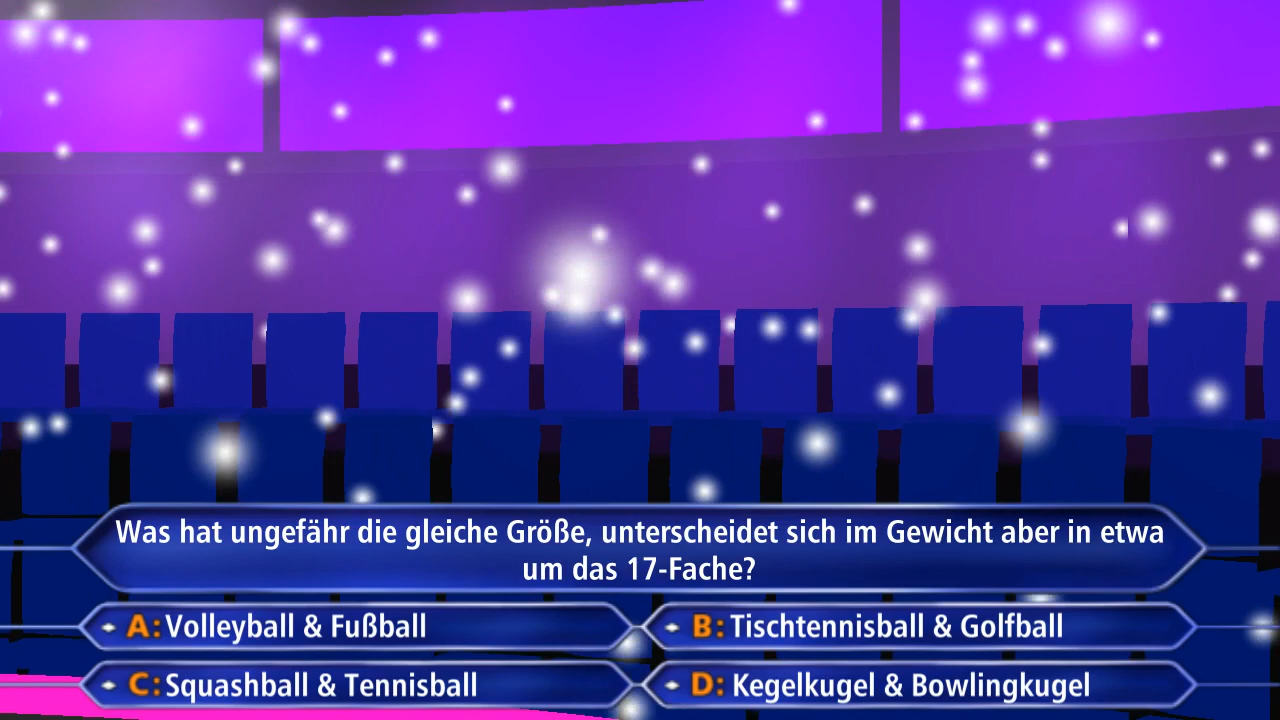 Was hat ungefähr die gleiche Größe, unterscheidet sich im Gewicht aber in etwa
um das 17-Fache?
A: Volleyball & Fußball
B: Tischtennisball & Golfball
C: Squashball & Tennisball
D: Kegelkugel & Bowlingkugel